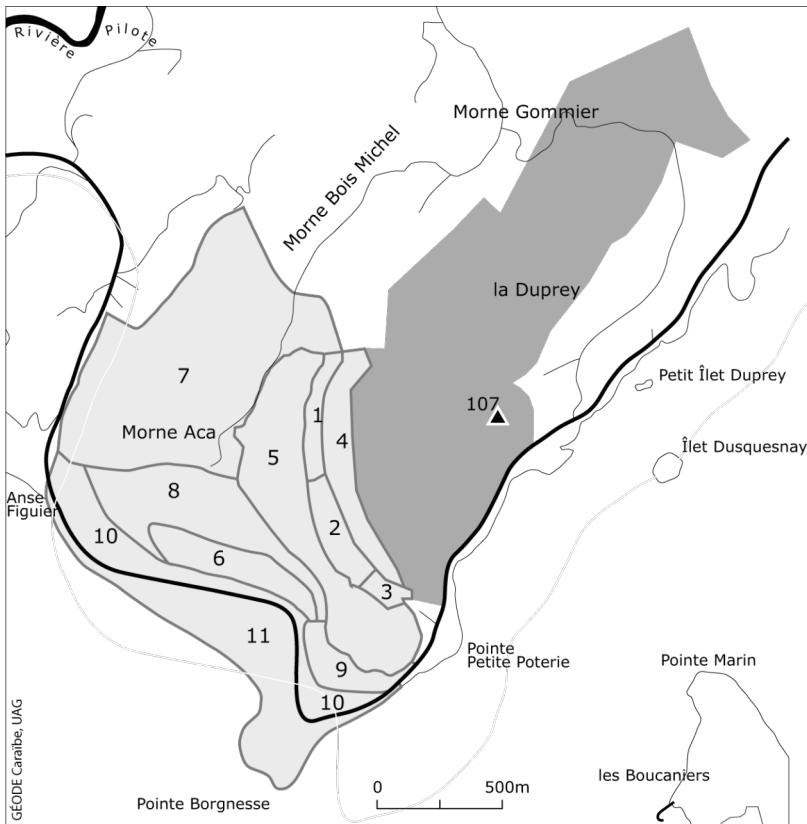 Rivière Pilote
Morne Gommier
Morne Bois Michel
la Duprey
7
Petit Îlet Duprey
107
1
Morne Aca
4
5
Îlet Dusquesnay
8
Anse
Figuier
2
10
6
3
11
Pointe
Petite Poterie
9
Pointe Marin
10
les Boucaniers
0 500m
Pointe Borgnesse
GÉODE Caraïbe, UAG